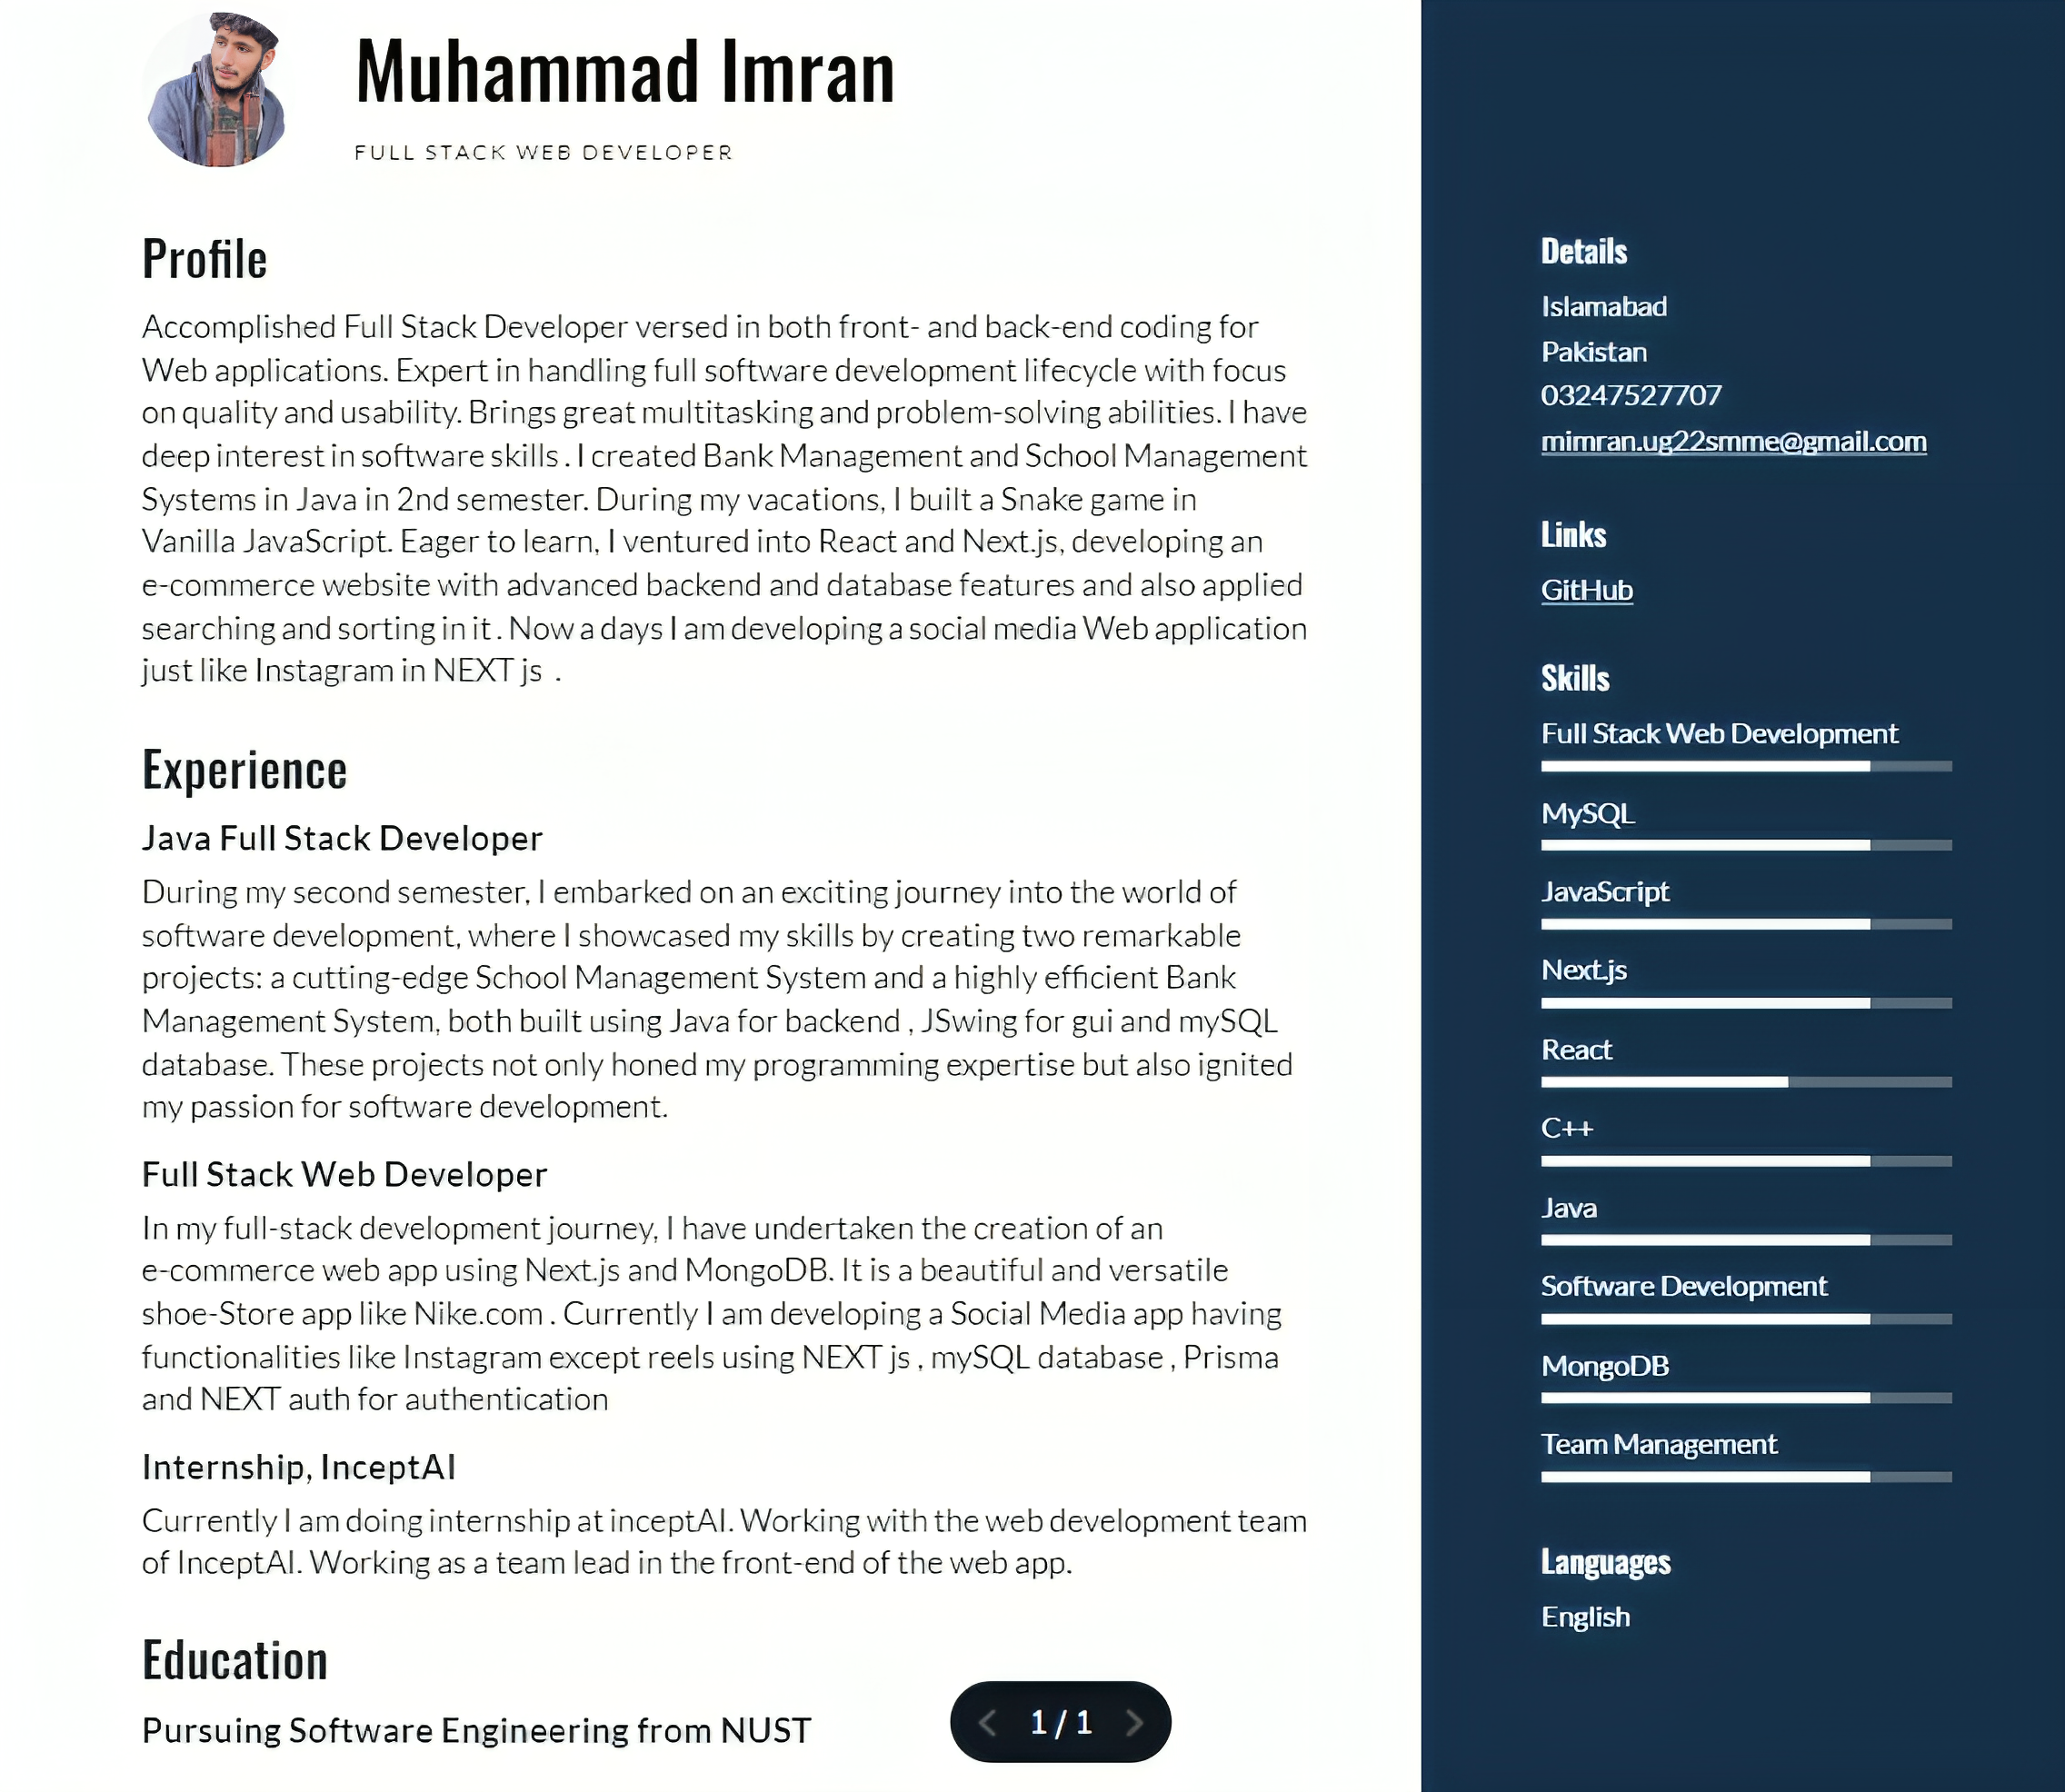 Muhammad Imran
FULL STACK WEB DEVELOPER
Profile
Accomplished Full Stack Developer versed in both front- and back-end coding for
Web applications. Expert in handling full software development lifecycle with focus
on quality and usability. Brings great multitasking and problem-solving abilities. I have
deep interest in software skills . I created Bank Management and School Management
Systems in Java in 2nd semester. During my vacations, I built a Snake game in
Vanilla JavaScript. Eager to learn, I ventured into React and Next.js, developing an
e-commerce website with advanced backend and database features and also applied
searching and sorting in it . Now a days I am developing a social media Web application
just like Instagram in NEXT js .
Experience
Java Full Stack Developer
During my second semester, I embarked on an exciting journey into the world of
software development, where I showcased my skills by creating two remarkable
projects: a cutting-edge School Management System and a highly efficient Bank
Management System, both built using Java for backend , JSwing for gui and mySQL
database. These projects not only honed my programming expertise but also ignited
my passion for software development.
Full Stack Web Developer
In my full-stack development journey, I have undertaken the creation of an
e-commerce web app using Next.js and MongoDB. It is a beautiful and versatile
shoe-Store app like Nike.com . Currently I am developing a Social Media app having
functionalities like Instagram except reels using NEXT js , mySQL database , Prisma
and NEXT auth for authentication
Internship, InceptAI
Currently I am doing internship at inceptAI. Working with the web development team
of InceptAI. Working as a team lead in the front-end of the web app.
Education
Pursuing Software Engineering from NUST
1 / 1
Details
Islamabad
Pakistan
03247527707
mimran.ug22smme@gmail.com
Links
GitHub
Skills
Full Stack Web Development
MySQL
JavaScript
Next.js
React
C++
Java
Software Development
MongoDB
Team Management
Languages
English